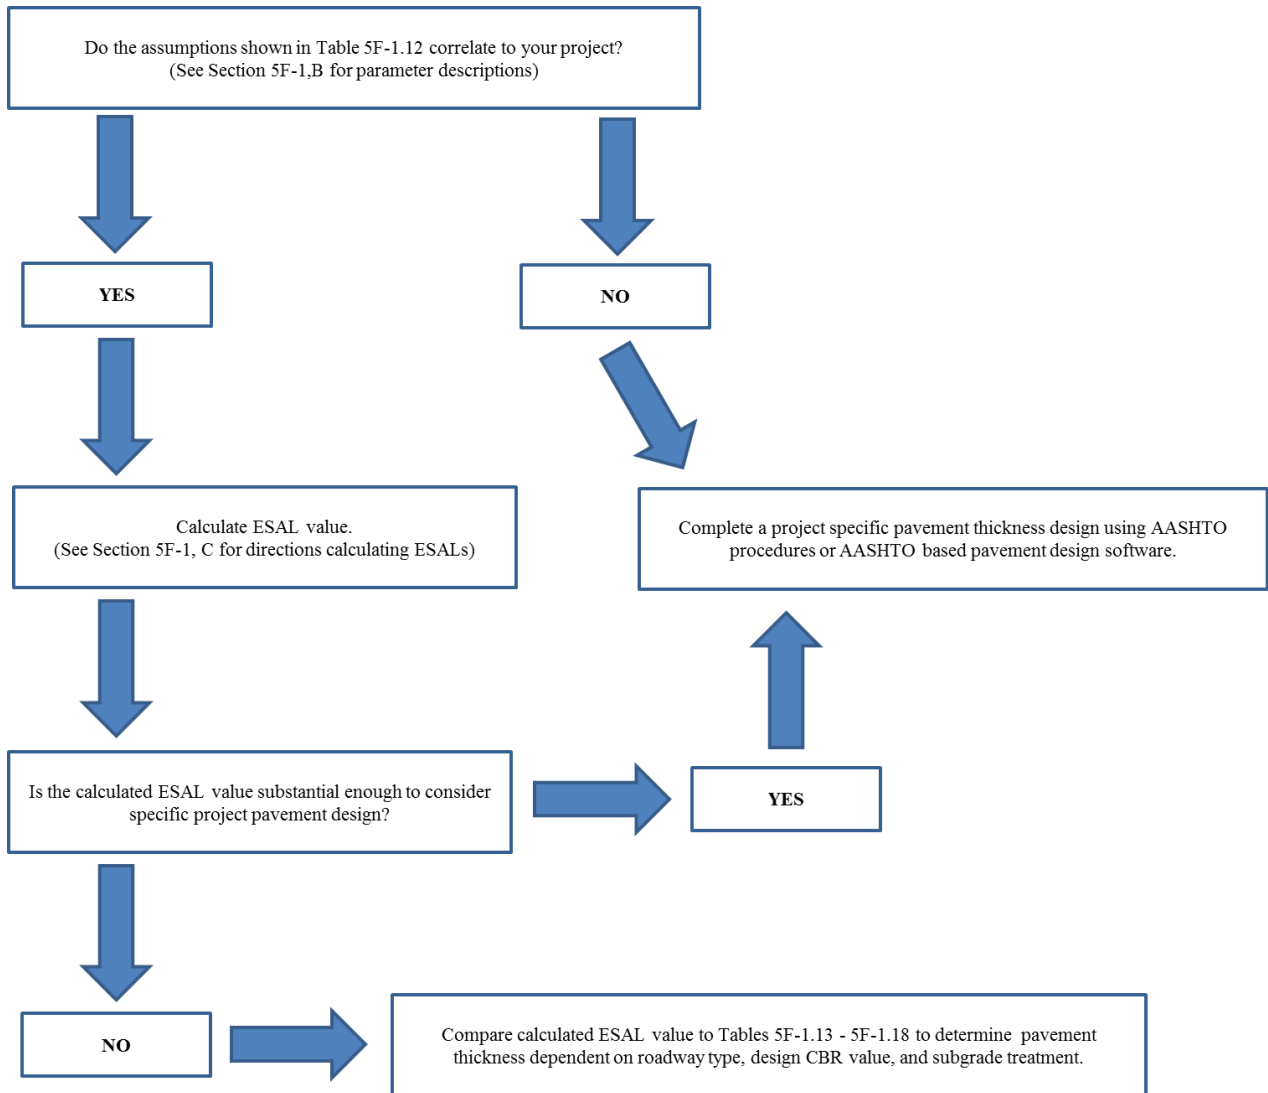 Do the assumptions shown in Table 5F-1.12 correlate to your project?
(See Section 5F-1,B for parameter descriptions)
YES
NO
Calculate ESAL value.
(See Section 5F-1, C for directions calculating ESALs)
Complete a project specific pavement thickness design using AASHTO
procedures or AASHTO based pavement design software.
Is the calculated ESAL value substantial enough to consider
specific project pavement design?
YES
NO
Compare calculated ESAL value to Tables 5F-1.13 - 5F-1.18 to determine pavement
thickness dependent on roadway type, design CBR value, and subgrade treatment.